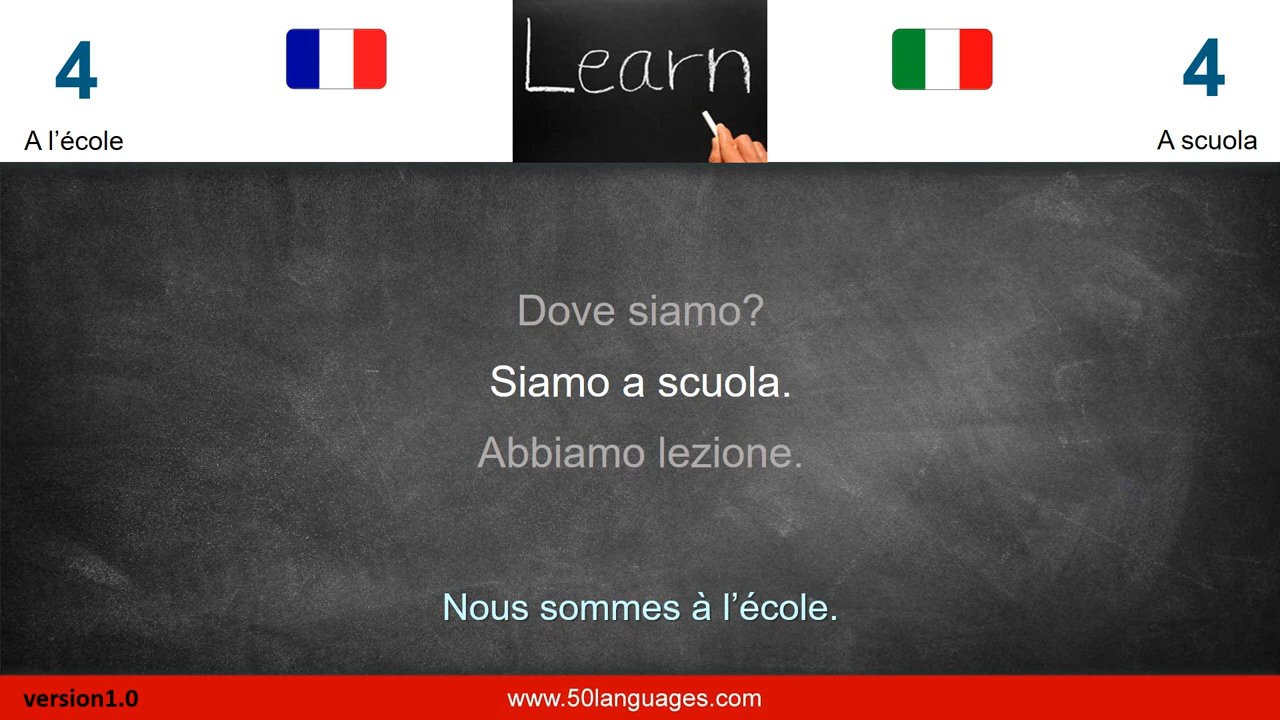 4
A l’école
Learn
4
A scuola
Dove siamo?
Siamo a scuola.
Abbiamo lezione.
Nous sommes à l’école.
version1.0
www.50languages.com